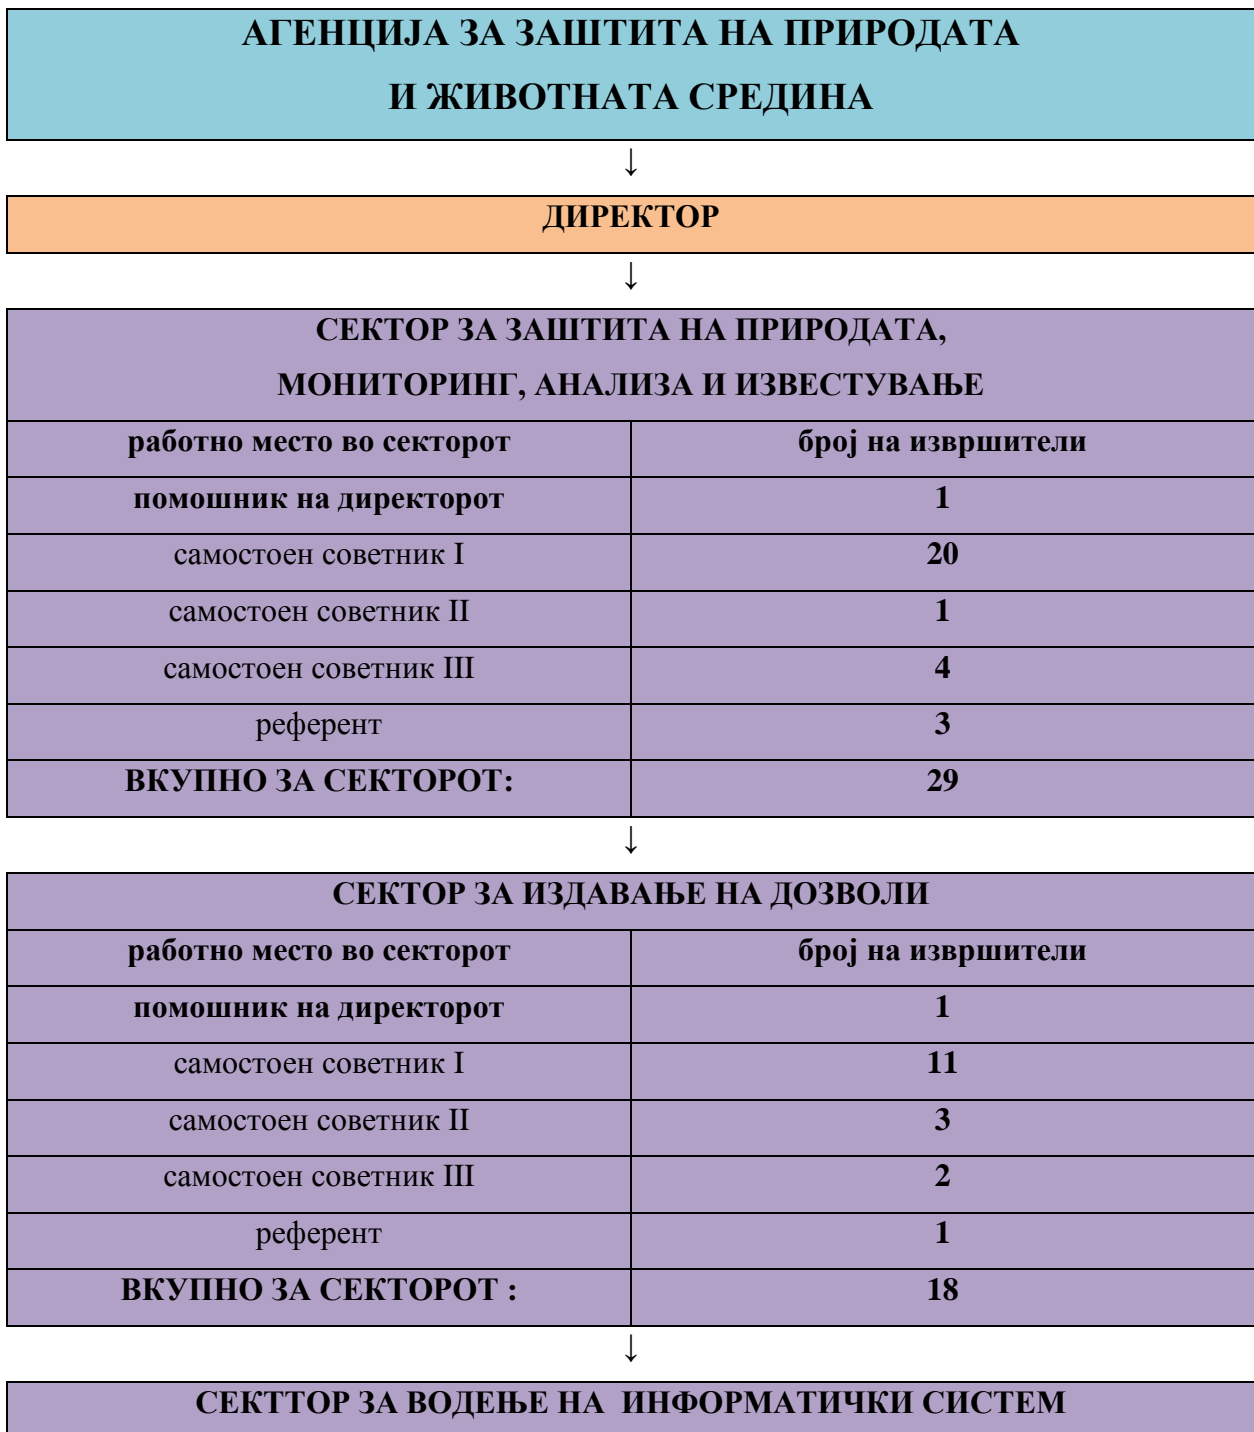 АГЕНЦИЈА ЗА ЗАШТИТА НА ПРИРОДАТА
И ЖИВОТНАТА СРЕДИНА
↓
ДИРЕКТОР
↓
СЕКТОР ЗА ЗАШТИТА НА ПРИРОДАТА,
МОНИТОРИНГ, АНАЛИЗА И ИЗВЕСТУВАЊЕ
работно место во секторот број на извршители
помошник на директорот 1
самостоен советник I 20
самостоен советник II 1
самостоен советник III 4
референт 3
ВКУПНО ЗА СЕКТОРОТ: 29
↓
СЕКТОР ЗА ИЗДАВАЊЕ НА ДОЗВОЛИ
работно место во секторот број на извршители
помошник на директорот 1
самостоен советник I 11
самостоен советник II 3
самостоен советник III 2
референт 1
ВКУПНО ЗА СЕКТОРОТ : 18
↓
СЕКТТОР ЗА ВОДЕЊЕ НА ИНФОРМАТИЧКИ СИСТЕМ